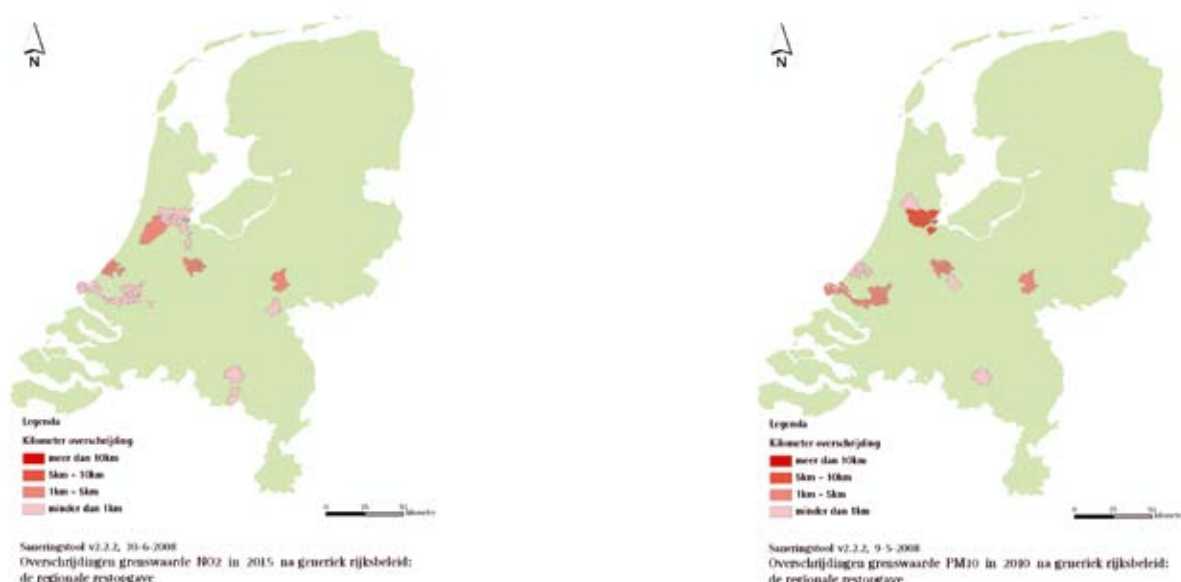 N
Legenda
Kilometer overschrijding
meer dan 10km
5km - 10km
1km - 5km
minder dan 1km
kilometer
Saneringstool v2.2.2, 10-6-2008
Overschrijdingen grenswaarde NO2 in 2015 na generiek rijksbeleid:
de regionale restopgave
N
Legenda
Kilometer overschrijding
meer dan 10km
5km - 10km
1km - 5km
minder dan 1km
kilometer
Saneringstool v2.2.2, 9-5-2008
Overschrijdingen grenswaarde PM10 in 2010 na generiek rijksbeleid:
de regionale restopgave